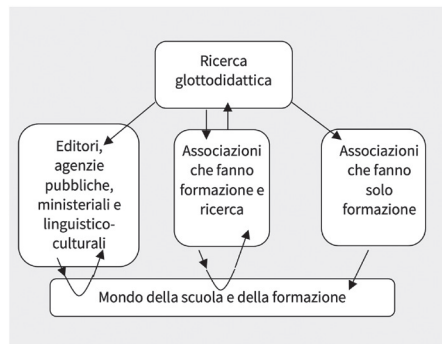 Ricerca
glottodidattica
Editori,
agenzie
pubbliche,
ministeriali e
linguistico-
culturali
Associazioni
che fanno
formazione e
ricerca
Associazioni
che fanno
solo
formazione
Mondo della scuola e della formazione